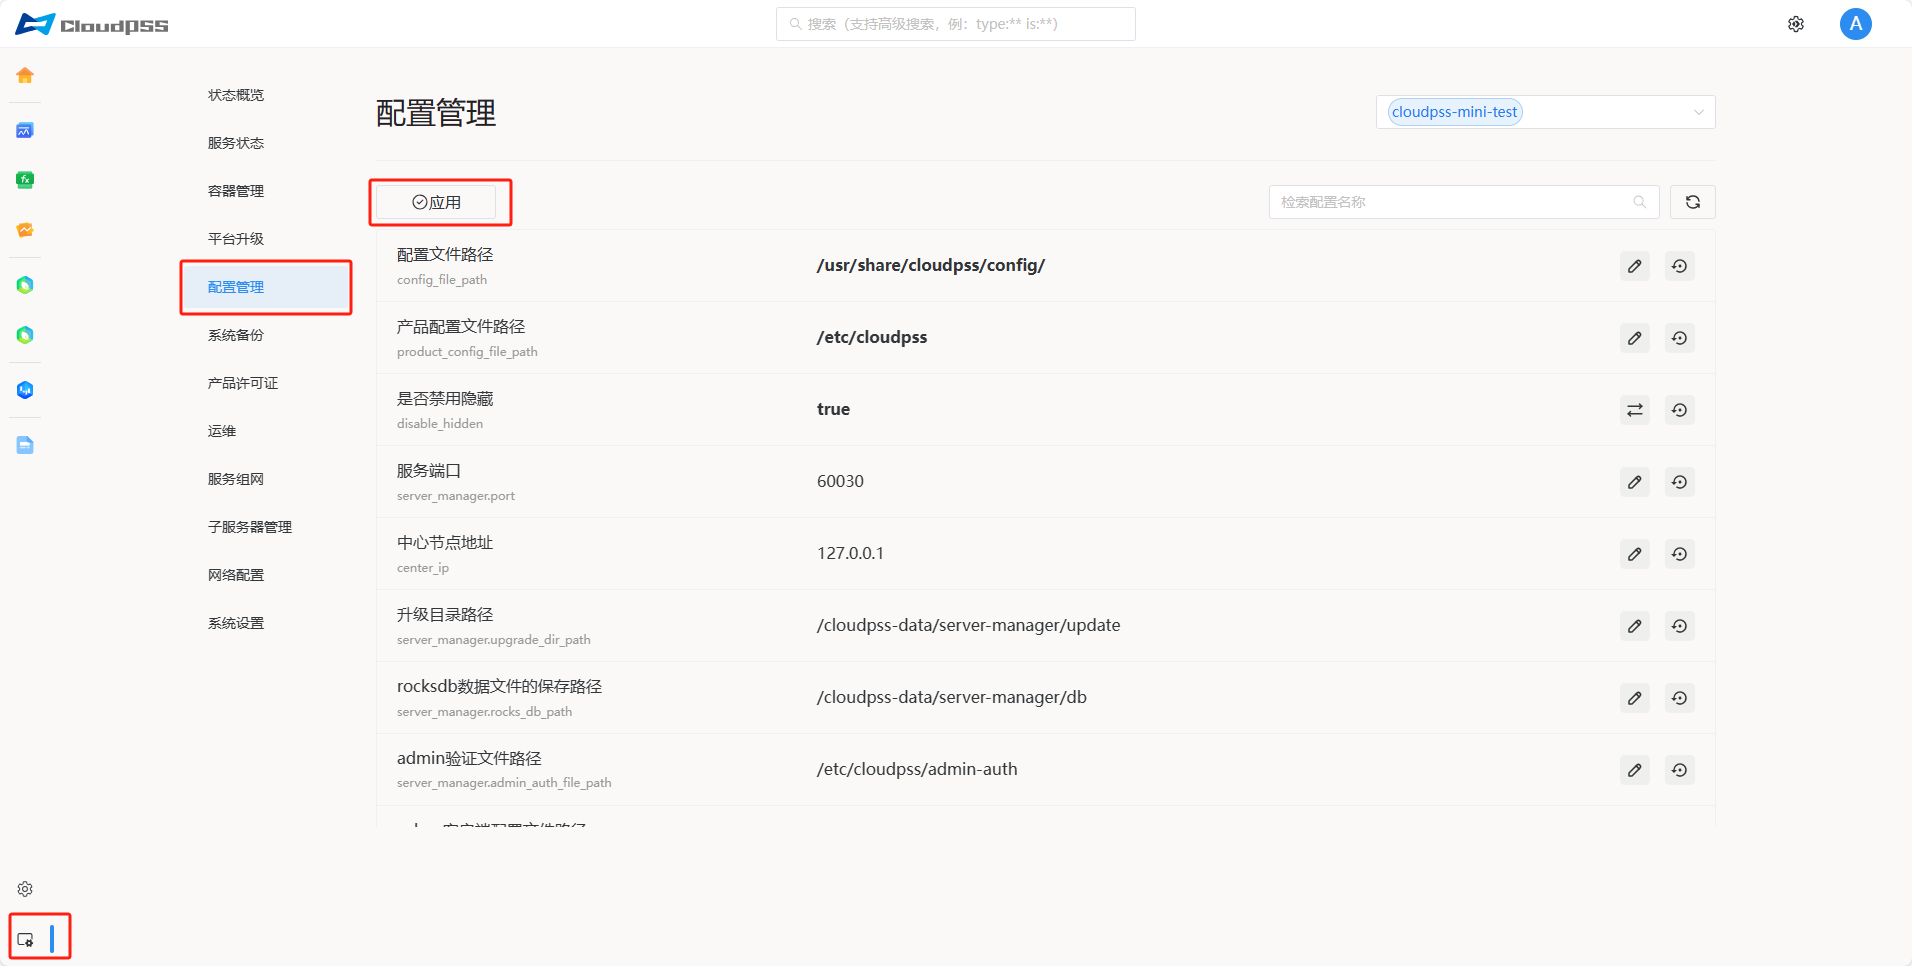 CloudPSS
搜索（支持高级搜索，例：type:** is:**）
A
状态概览
服务状态
容器管理
平台升级
配置管理
系统备份
产品许可证
运维
服务组网
子服务器管理
网络配置
系统设置
配置管理
cloudpss-mini-test
应用
检索配置名称
配置文件路径
config_file_path
/usr/share/cloudpss/config/
产品配置文件路径
product_config_file_path
/etc/cloudpss
是否禁用隐藏
disable_hidden
true
服务端口
server_manager.port
60030
中心节点地址
center_ip
127.0.0.1
升级目录路径
server_manager.upgrade_dir_path
/cloudpss-data/server-manager/update
rocksdb数据文件的保存路径
server_manager.rocks_db_path
/cloudpss-data/server-manager/db
admin验证文件路径
server_manager.admin_auth_file_path
/etc/cloudpss/admin-auth